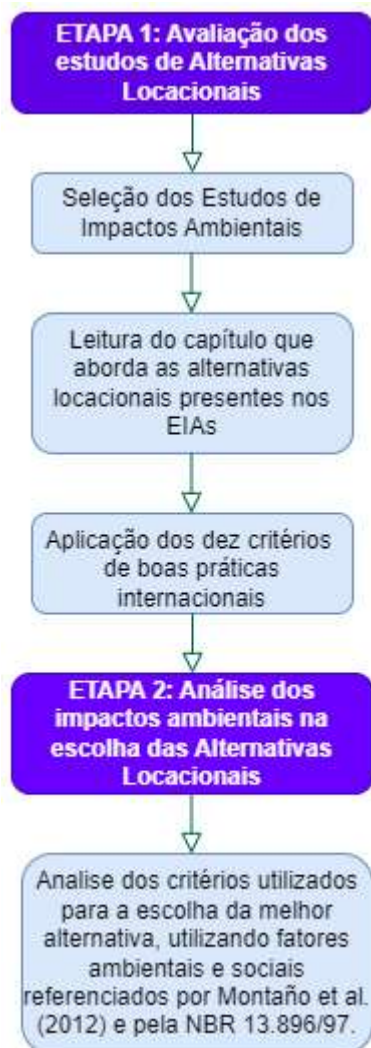 ETAPA 1: Avaliação dos
estudos de Alternativas
Locacionais
Seleção dos Estudos de
Impactos Ambientais
Leitura do capítulo que
aborda as alternativas
locacionais presentes nos
EIAs
Aplicação dos dez critérios
de boas práticas
internacionais
ETAPA 2: Análise dos
impactos ambientais na
escolha das Alternativas
Locacionais
Analise dos critérios utilizados
para a escolha da melhor
alternativa, utilizando fatores
ambientais e sociais
referenciados por Montaño et al.
(2012) e pela NBR 13.896/97.